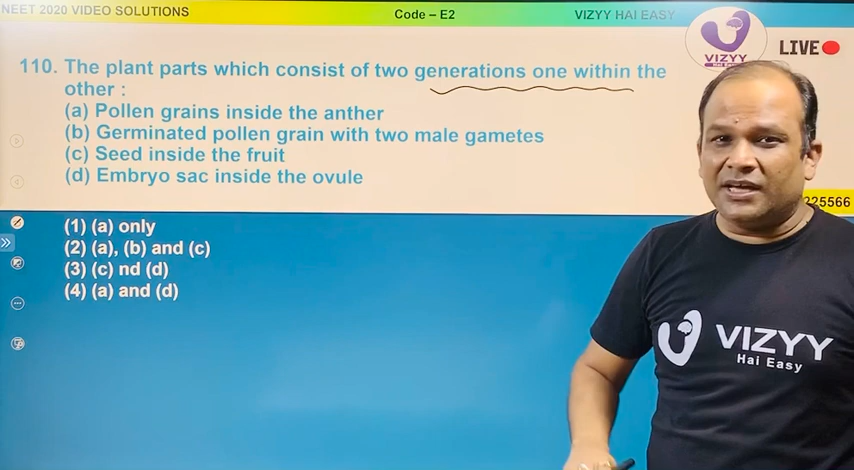 NEET 2020 VIDEO SOLUTIONS
Code – E2
VIZYY HAI EASY
VIZYY
LIVE
110. The plant parts which consist of two generations one within the
other :
(a) Pollen grains inside the anther
(b) Germinated pollen grain with two male gametes
(c) Seed inside the fruit
(d) Embryo sac inside the ovule
225566
(1) (a) only
(2) (a), (b) and (c)
(3) (c) nd (d)
(4) (a) and (d)
VIZYY
Hai Easy